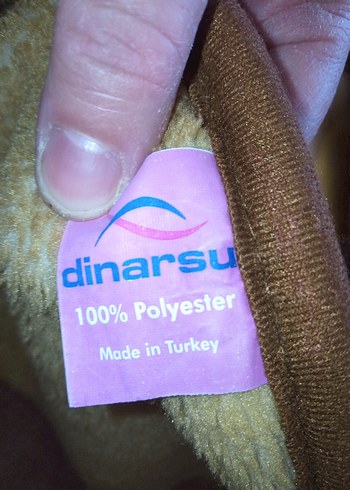 dinarsu
100% Polyester
Made in Turkey